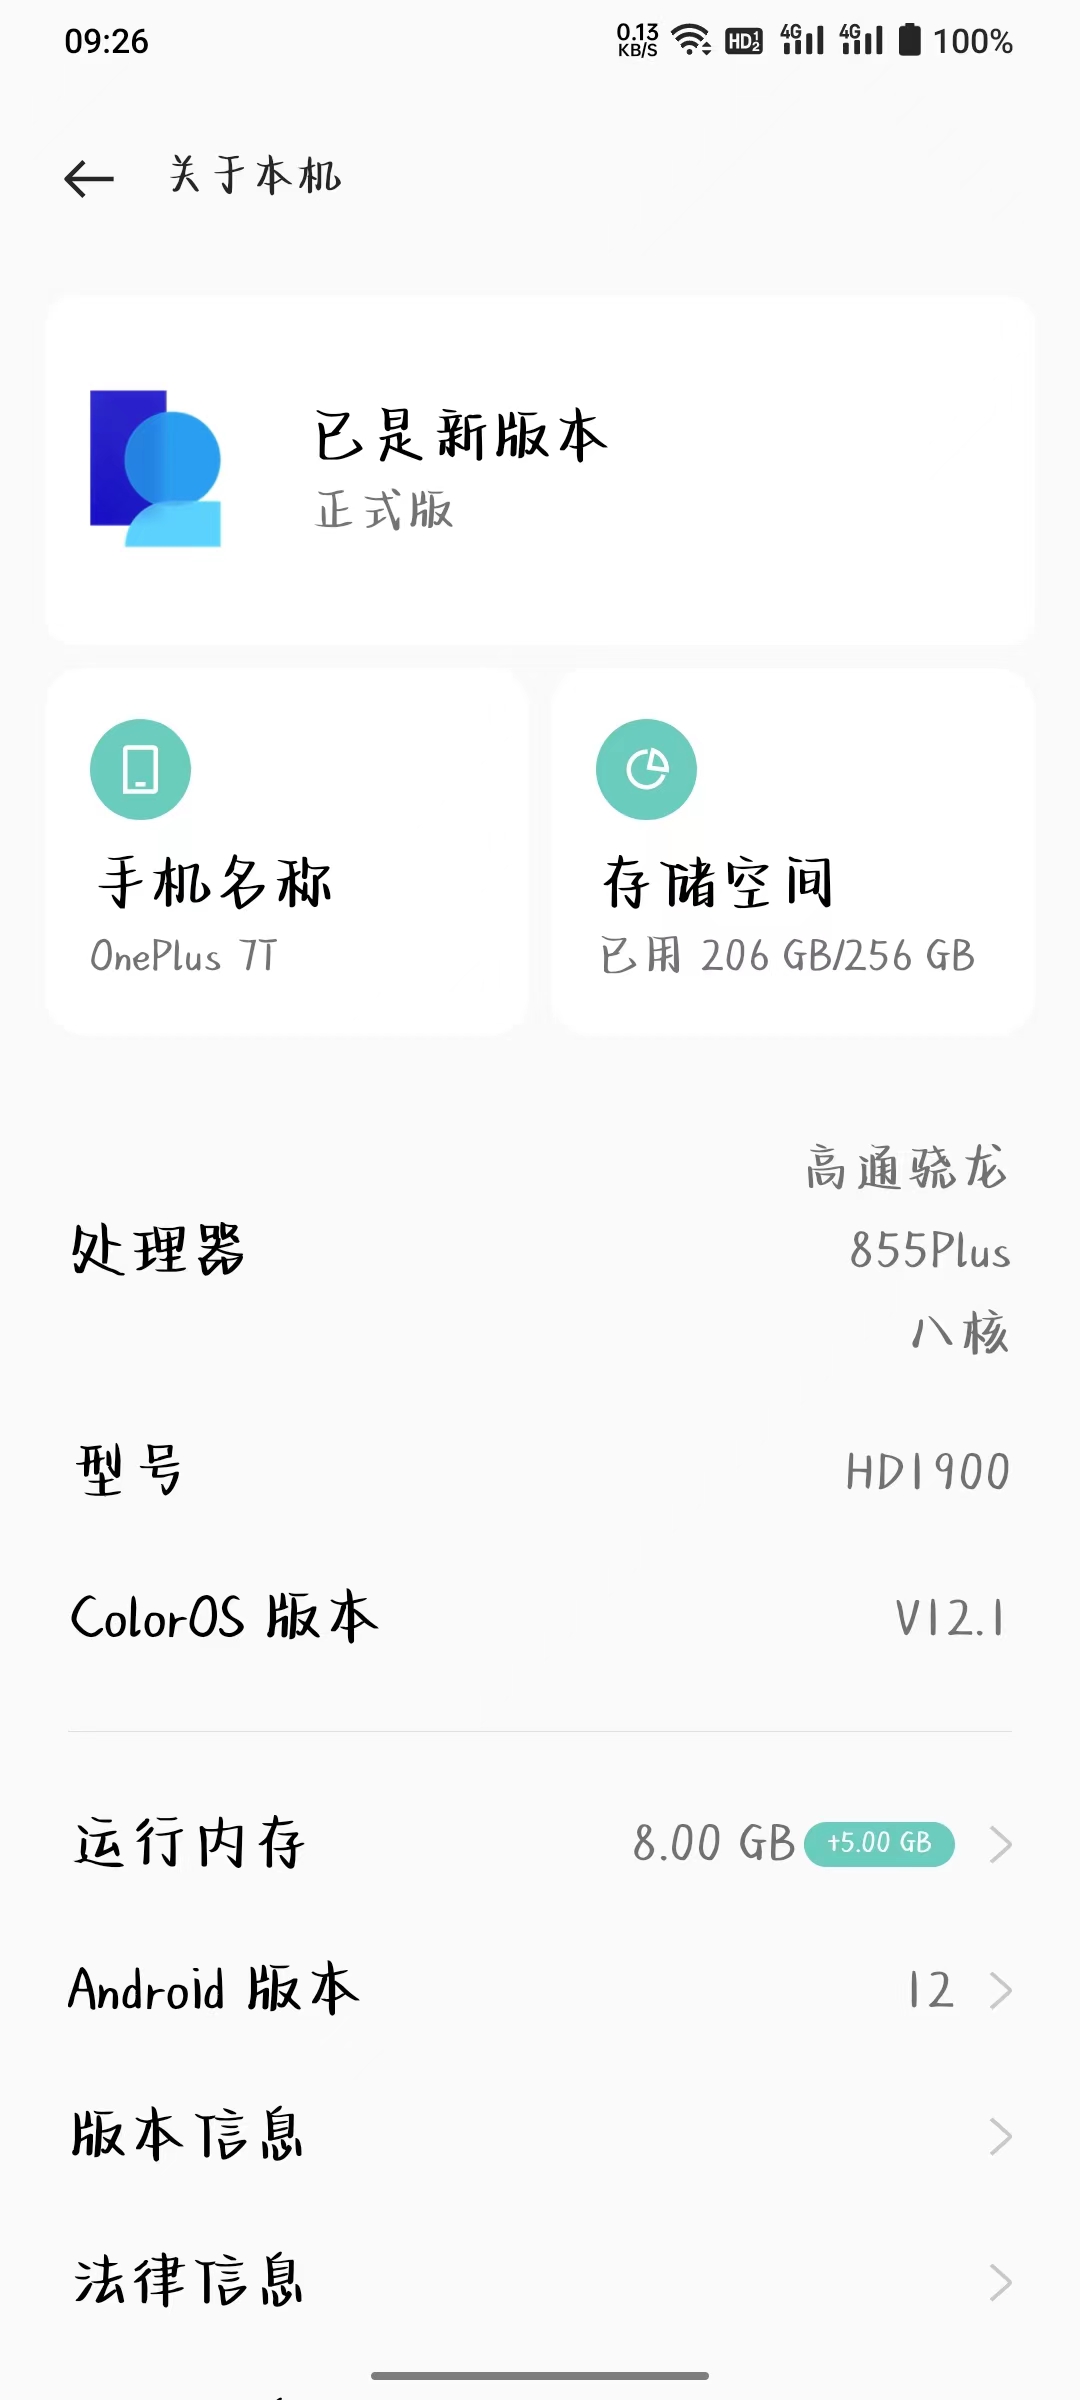 09:26
0.13 KB/S HD 1 2 4G 4G 100%
关于本机
已是新版本
正式版
手机名称
OnePlus 7T
存储空间
已用 206 GB/256 GB
处理器
高通骁龙
855Plus
八核
型号 HD1900
ColorOS 版本 V12.1
运行内存 8.00 GB +5.00 GB
Android 版本 12
版本信息
法律信息